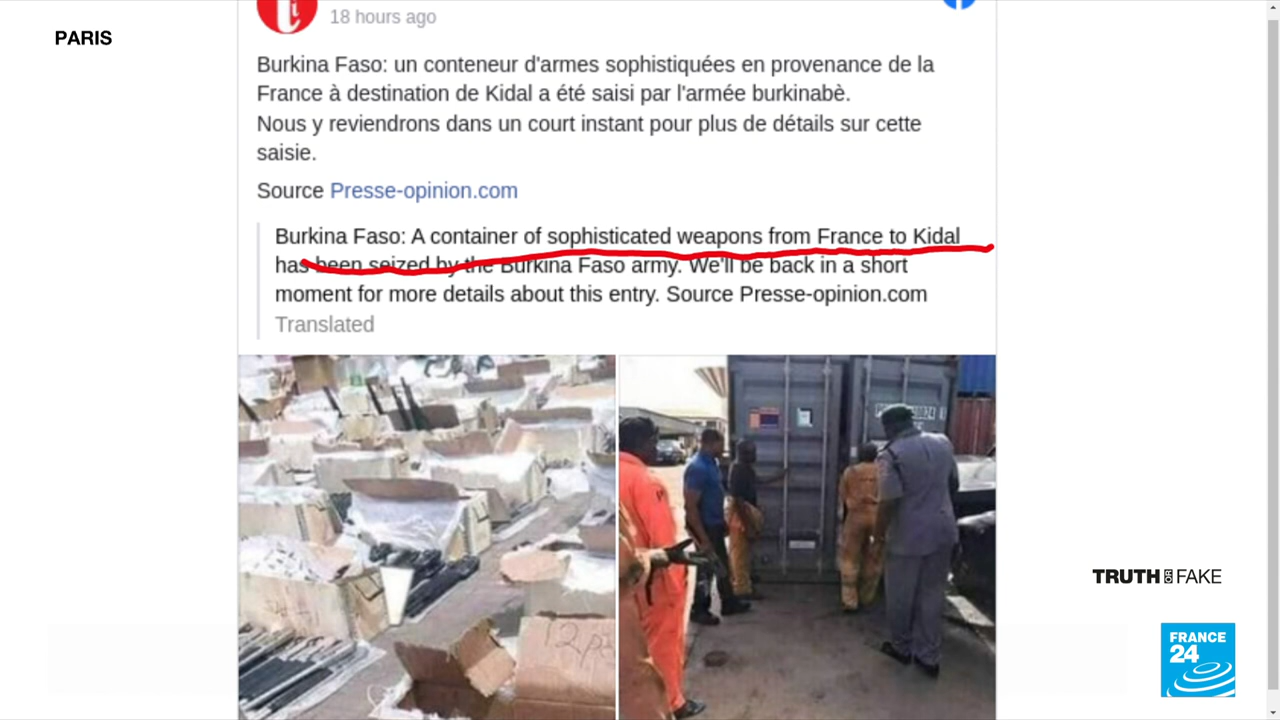 PARIS
18 hours ago
Burkina Faso: un conteneur d'armes sophistiquées en provenance de la
France à destination de Kidal a été saisi par l'armée burkinabè.
Nous y reviendrons dans un court instant pour plus de détails sur cette
saisie.
Source Presse-opinion.com
Burkina Faso: A container of sophisticated weapons from France to Kidal
has been seized by the Burkina Faso army. We'll be back in a short
moment for more details about this entry. Source Presse-opinion.com
Translated
TRUTH OR FAKE
FRANCE
24